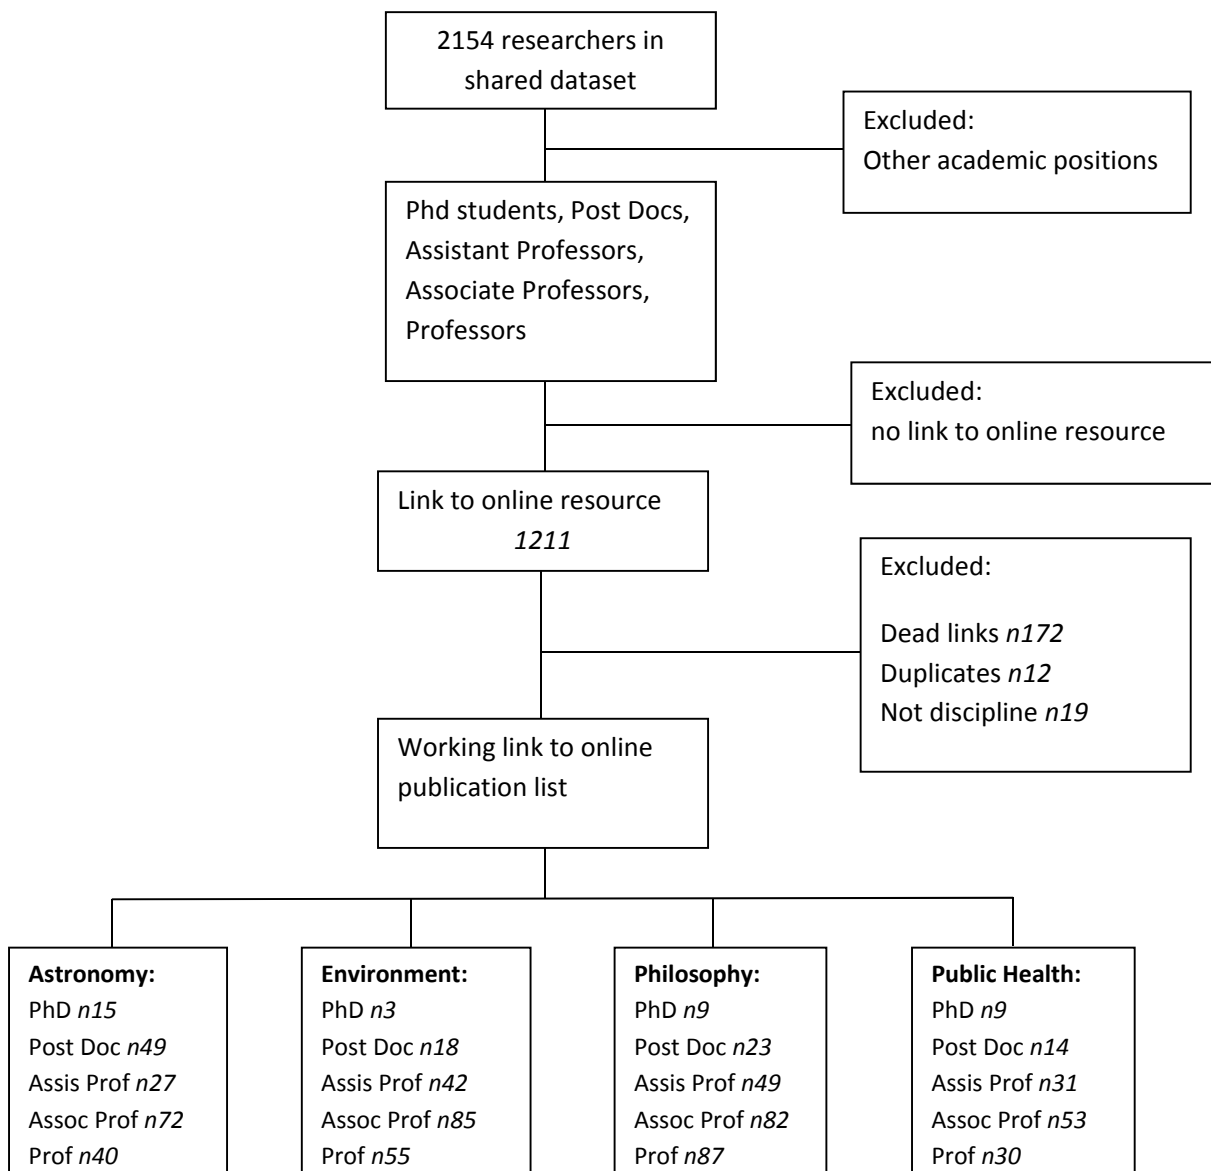 2154 researchers in
shared dataset
Excluded:
Other academic positions
Phd students, Post Docs,
Assistant Professors,
Associate Professors,
Professors
Excluded:
no link to online resource
Link to online resource
1211
Excluded:
Dead links n172
Duplicates n12
Not discipline n19
Working link to online
publication list
Astronomy:
PhD n15
Post Doc n49
Assis Prof n27
Assoc Prof n72
Prof n40
Environment:
PhD n3
Post Doc n18
Assis Prof n42
Assoc Prof n85
Prof n55
Philosophy:
PhD n9
Post Doc n23
Assis Prof n49
Assoc Prof n82
Prof n87
Public Health:
PhD n9
Post Doc n14
Assis Prof n31
Assoc Prof n53
Prof n30